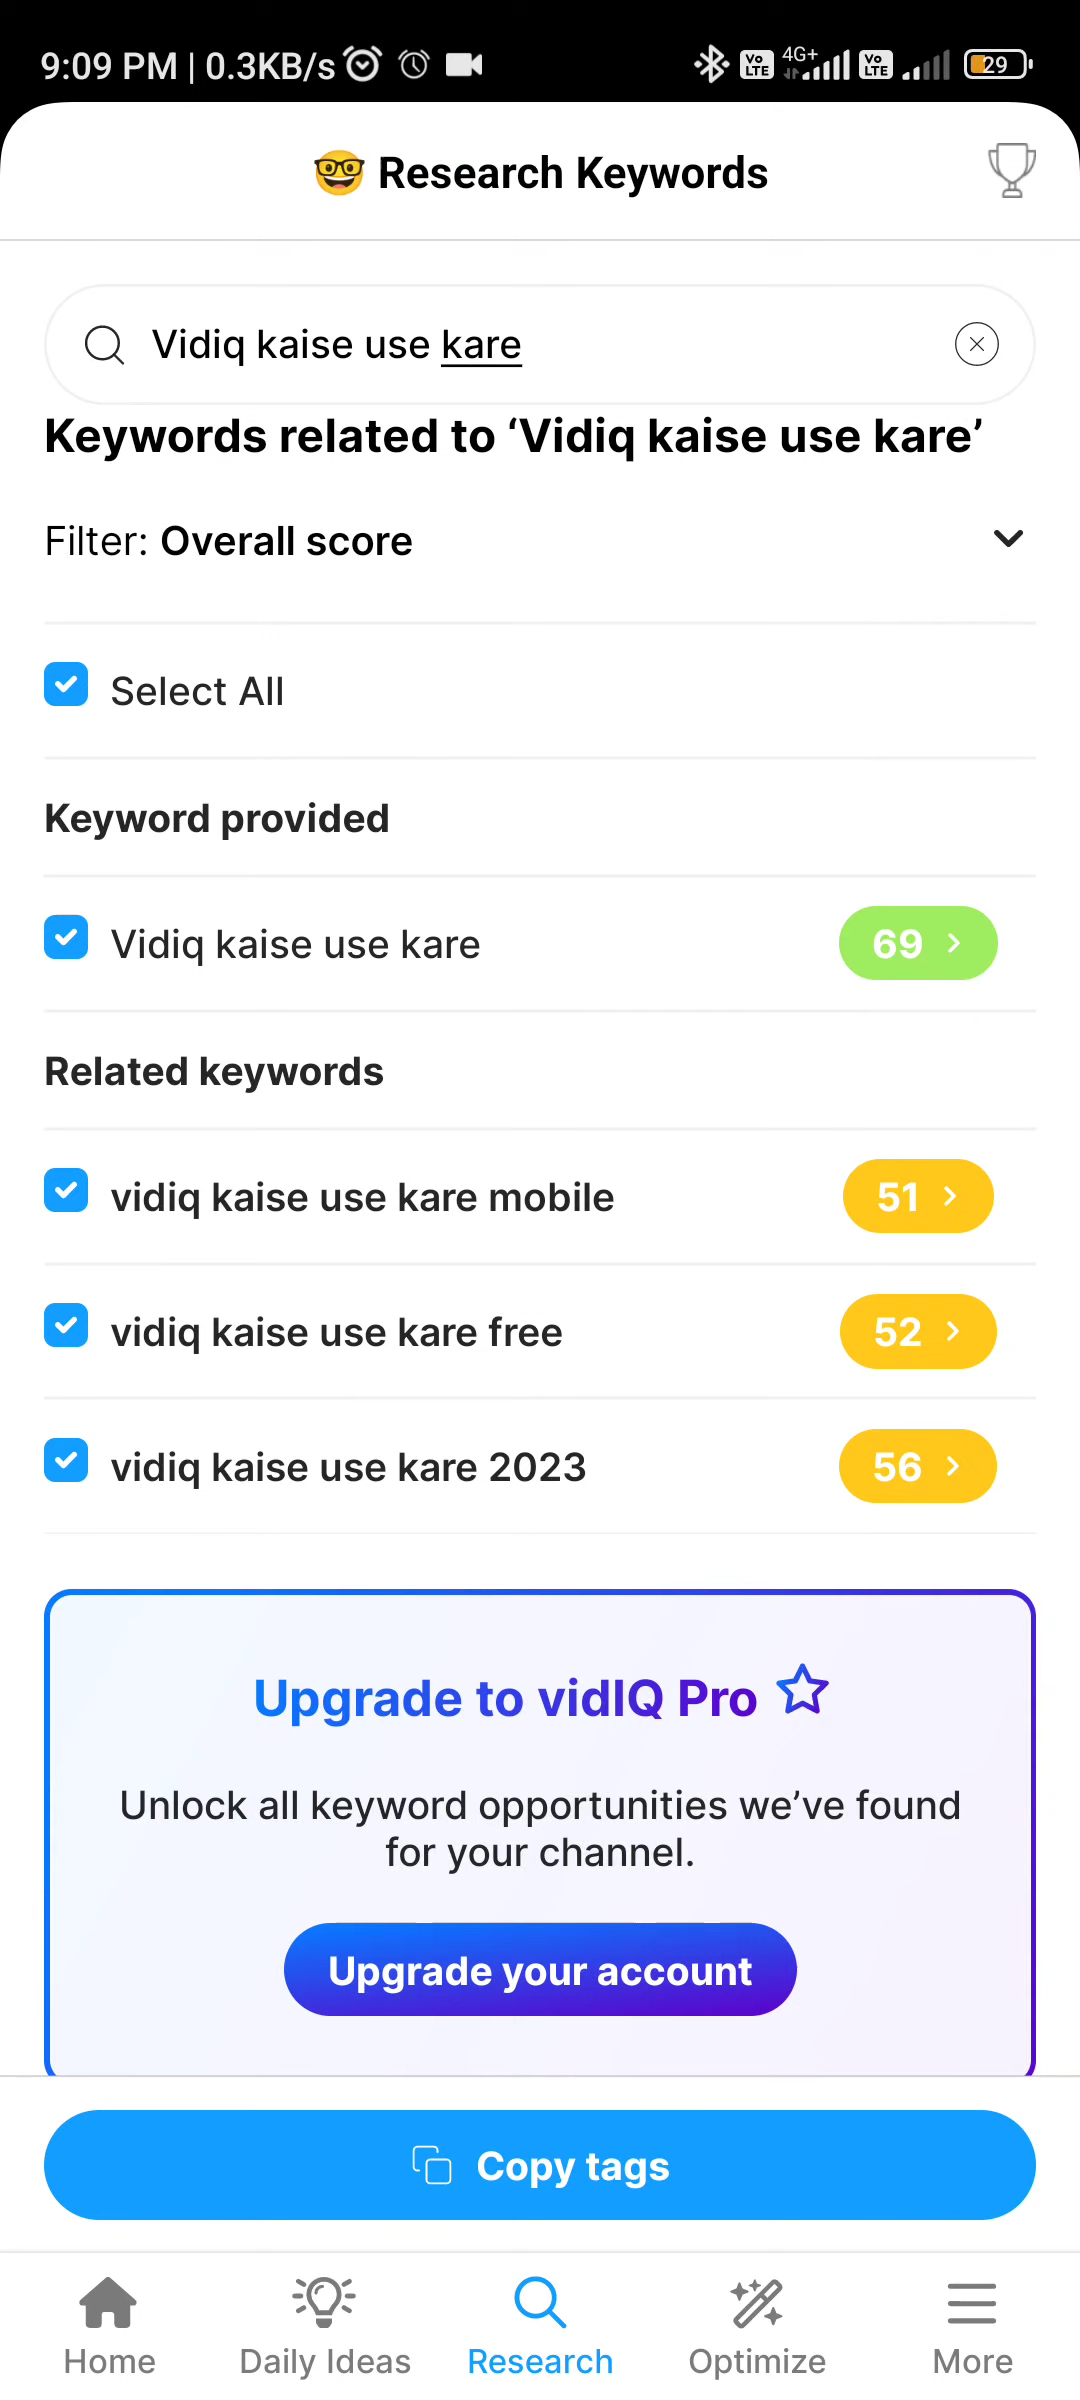 9:09 PM | 0.3KB/s
Vo LTE 4G+ Vo LTE 29
🤓 Research Keywords
Vidiq kaise use kare
Keywords related to ‘Vidiq kaise use kare’
Filter: Overall score
Select All
Keyword provided
Vidiq kaise use kare 69
Related keywords
vidiq kaise use kare mobile 51
vidiq kaise use kare free 52
vidiq kaise use kare 2023 56
Upgrade to vidIQ Pro
Unlock all keyword opportunities we’ve found
for your channel.
Upgrade your account
Copy tags
Home Daily Ideas Research Optimize More